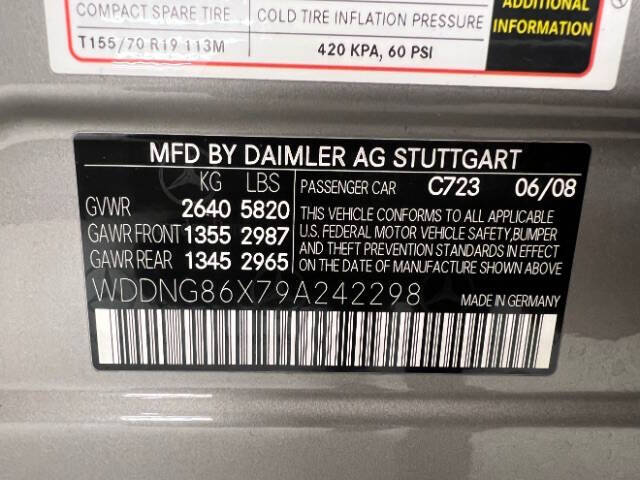 COMPACT SPARE TIRE COLD TIRE INFLATION PRESSURE
T155/70 R19 113M 420 KPA, 60 PSI
ADDITIONAL
INFORMATION
MFD BY DAIMLER AG STUTTGART
KG LBS PASSENGER CAR C723 06/08
GVWR 2640 5820
GAWR FRONT 1355 2987
GAWR REAR 1345 2965
THIS VEHICLE CONFORMS TO ALL APPLICABLE
U.S. FEDERAL MOTOR VEHICLE SAFETY,BUMPER
AND THEFT PREVENTION STANDARDS IN EFFECT
ON THE DATE OF MANUFACTURE SHOWN ABOVE.
WDDNG86X79A242298 MADE IN GERMANY